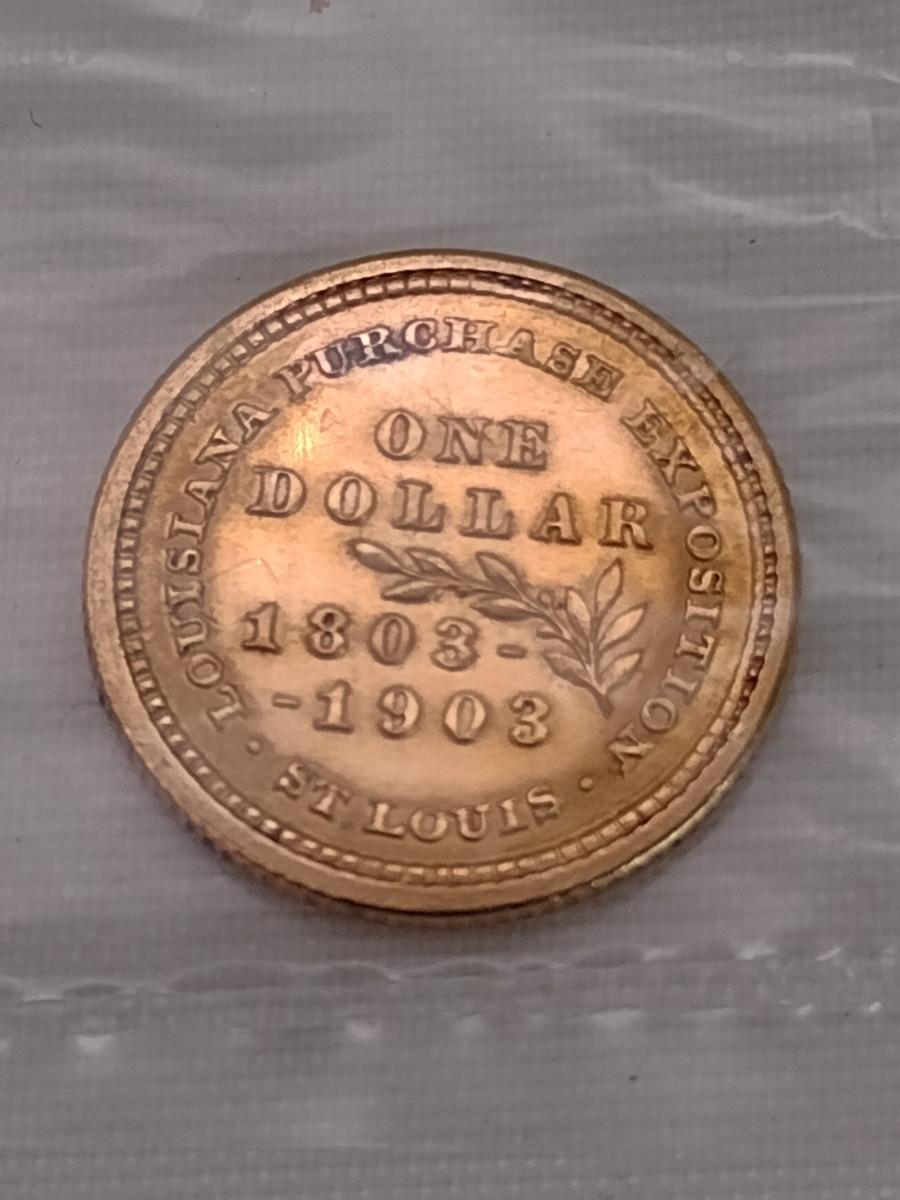 LOUISIANA PURCHASE EXPOSITION
ONE
DOLLAR
1803-
-1903
· ST LOUIS ·